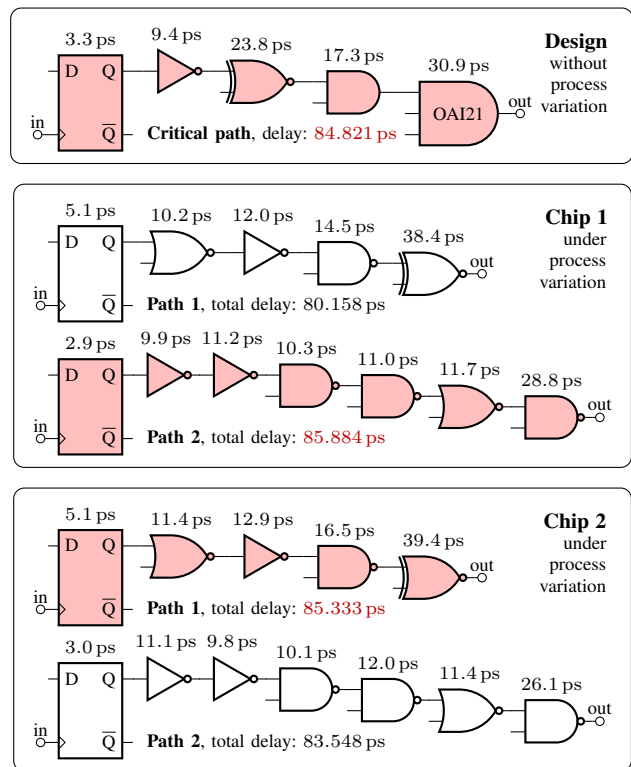 3.3 ps 9.4 ps 23.8 ps 17.3 ps 30.9 ps Design
without
process
variation
D Q
OAI21 out
in Q̅ Critical path, delay: 84.821 ps
5.1 ps 10.2 ps 12.0 ps 14.5 ps 38.4 ps Chip 1
under
process
variation
D Q
out
in Q̅ Path 1, total delay: 80.158 ps
2.9 ps 9.9 ps 11.2 ps 10.3 ps 11.0 ps 11.7 ps 28.8 ps
D Q
out
in Q̅ Path 2, total delay: 85.884 ps
5.1 ps 11.4 ps 12.9 ps 16.5 ps 39.4 ps Chip 2
under
process
variation
D Q
out
in Q̅ Path 1, total delay: 85.333 ps
3.0 ps 11.1 ps 9.8 ps 10.1 ps 12.0 ps 11.4 ps 26.1 ps
D Q
out
in Q̅ Path 2, total delay: 83.548 ps